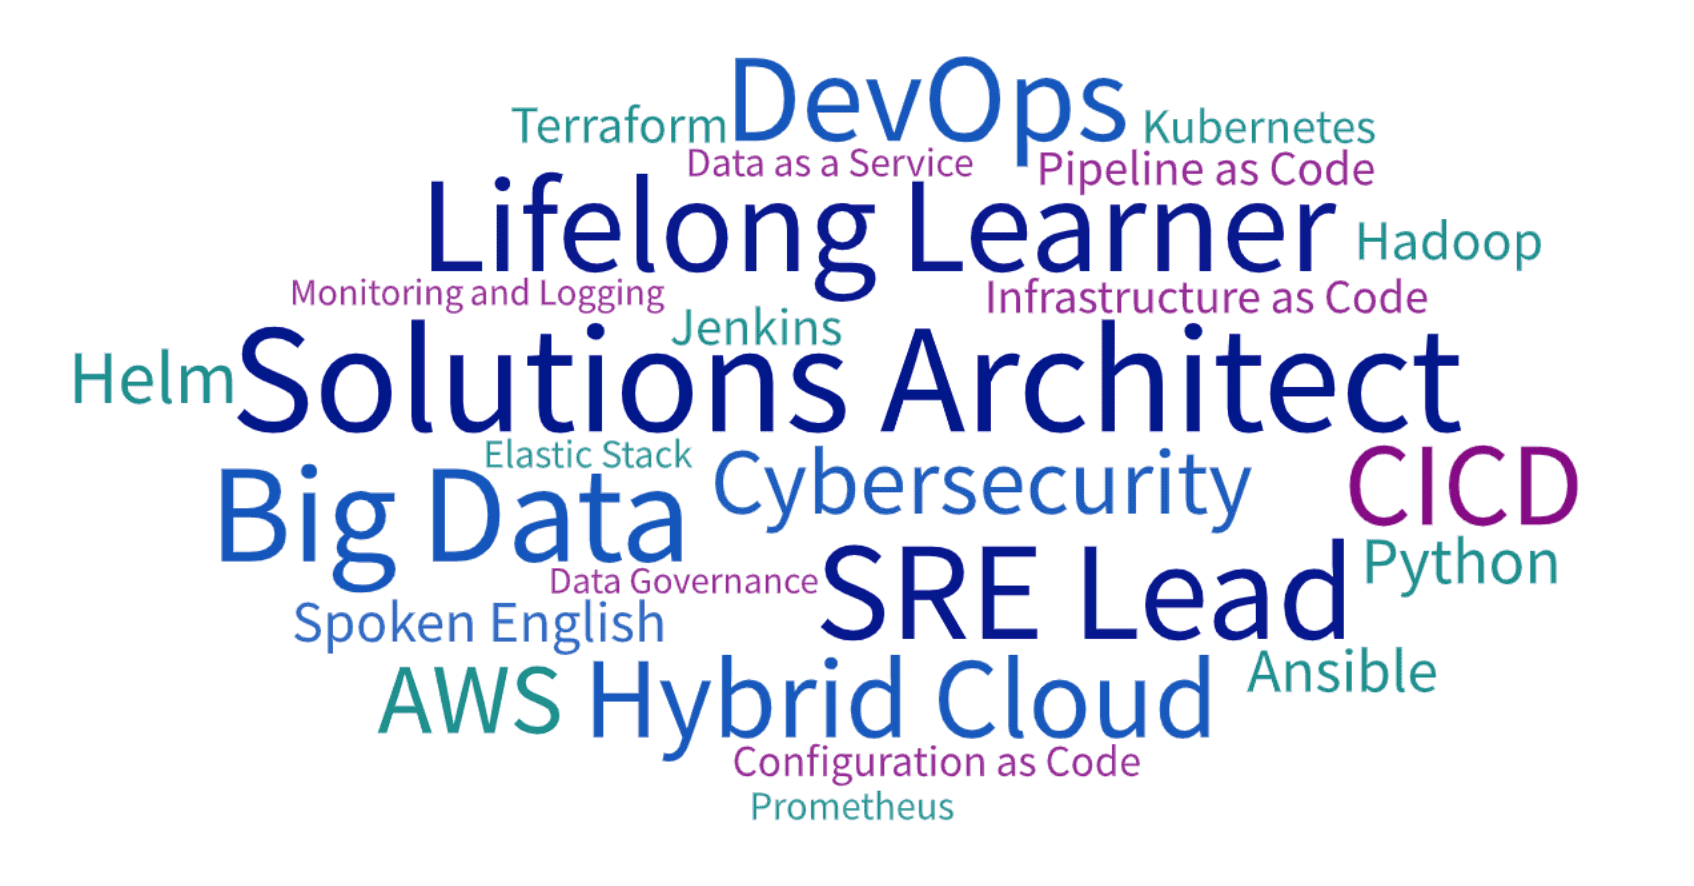 DevOps
Terraform
Kubernetes
Data as a Service
Pipeline as Code
Lifelong Learner
Hadoop
Monitoring and Logging
Infrastructure as Code
Jenkins
Helm
Solutions Architect
Elastic Stack
Cybersecurity
CICD
Big Data
Python
Data Governance
SRE Lead
Spoken English
Ansible
AWS
Hybrid Cloud
Configuration as Code
Prometheus